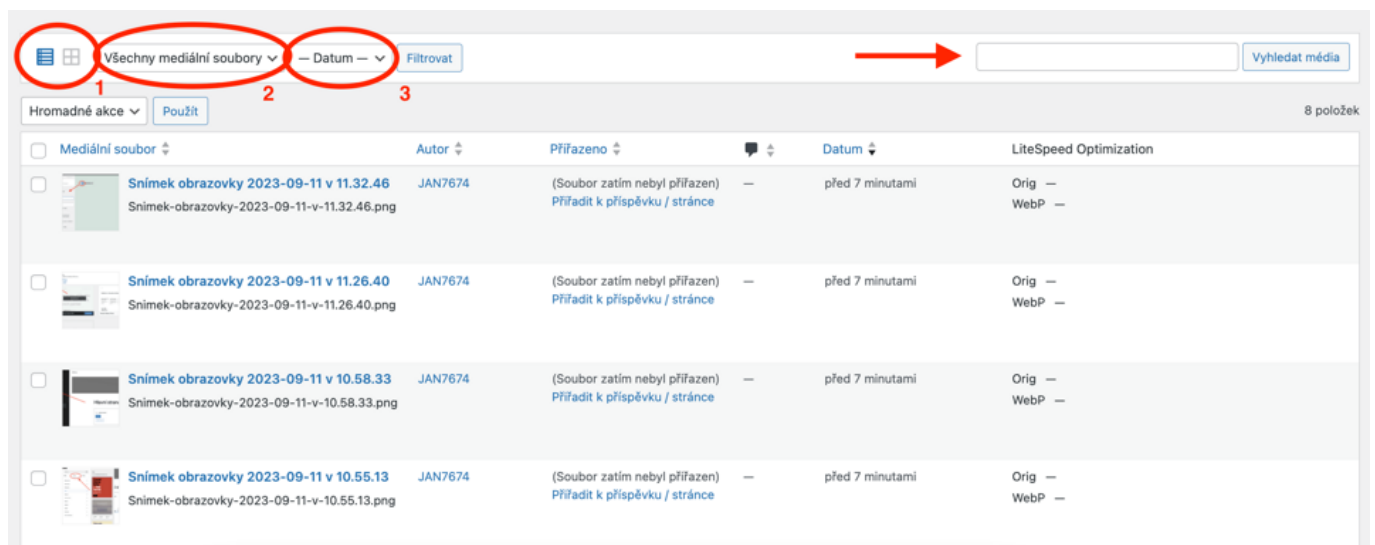 Všechny mediální soubory — Datum — Filtrovat Vyhledat média
1 2 3
Hromadné akce Použít 8 položek
Mediální soubor Autor Přiřazeno Datum LiteSpeed Optimization
Snímek obrazovky 2023-09-11 v 11.32.46 JAN7674 (Soubor zatím nebyl přiřazen) — před 7 minutami Orig —
Snimek-obrazovky-2023-09-11-v-11.32.46.png Přiřadit k příspěvku / stránce WebP —
Snímek obrazovky 2023-09-11 v 11.26.40 JAN7674 (Soubor zatím nebyl přiřazen) — před 7 minutami Orig —
Snimek-obrazovky-2023-09-11-v-11.26.40.png Přiřadit k příspěvku / stránce WebP —
Snímek obrazovky 2023-09-11 v 10.58.33 JAN7674 (Soubor zatím nebyl přiřazen) — před 7 minutami Orig —
Snimek-obrazovky-2023-09-11-v-10.58.33.png Přiřadit k příspěvku / stránce WebP —
Snímek obrazovky 2023-09-11 v 10.55.13 JAN7674 (Soubor zatím nebyl přiřazen) — před 7 minutami Orig —
Snimek-obrazovky-2023-09-11-v-10.55.13.png Přiřadit k příspěvku / stránce WebP —